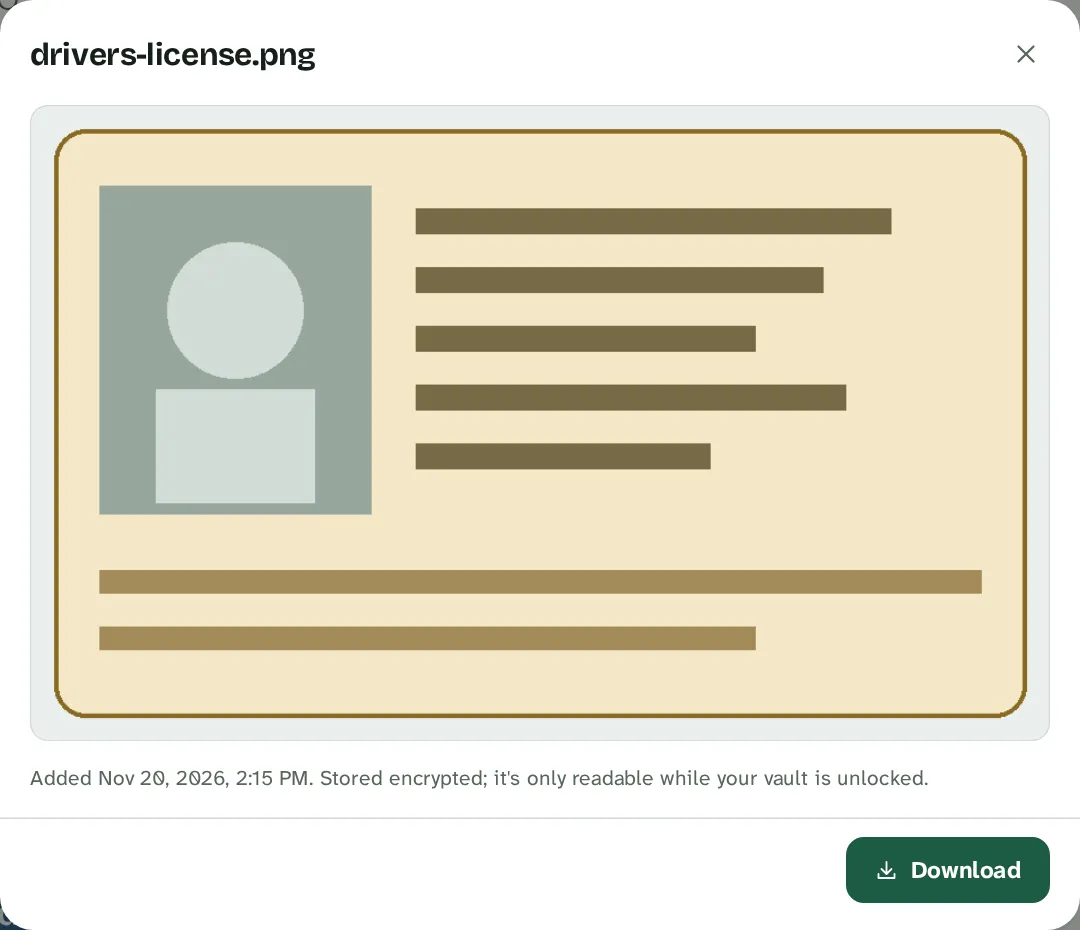 drivers-license.png
Added Nov 20, 2026, 2:15 PM. Stored encrypted; it's only readable while your vault is unlocked.
Download